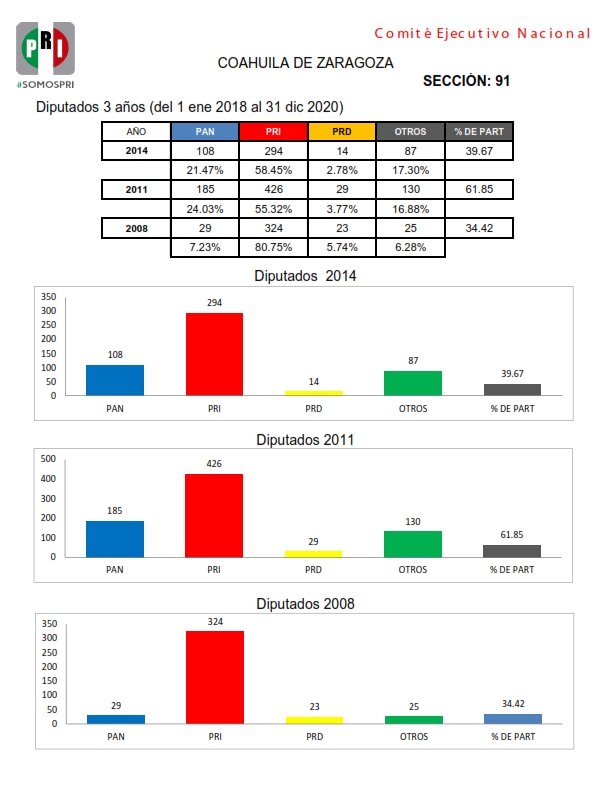 Comité Ejecutivo Nacional
PRI
#SOMOSPRI
COAHUILA DE ZARAGOZA
SECCIÓN: 91
Diputados 3 años (del 1 ene 2018 al 31 dic 2020)
AÑO PAN PRI PRD OTROS % DE PART
2014 108 294 14 87 39.67
21.47% 58.45% 2.78% 17.30%
2011 185 426 29 130 61.85
24.03% 55.32% 3.77% 16.88%
2008 29 324 23 25 34.42
7.23% 80.75% 5.74% 6.28%
Diputados 2014
350
300
250
200
150
100
50
0
108
294
14
87
39.67
PAN PRI PRD OTROS % DE PART
Diputados 2011
500
400
300
200
100
0
185
426
29
130
61.85
PAN PRI PRD OTROS % DE PART
Diputados 2008
350
300
250
200
150
100
50
0
29
324
23
25
34.42
PAN PRI PRD OTROS % DE PART